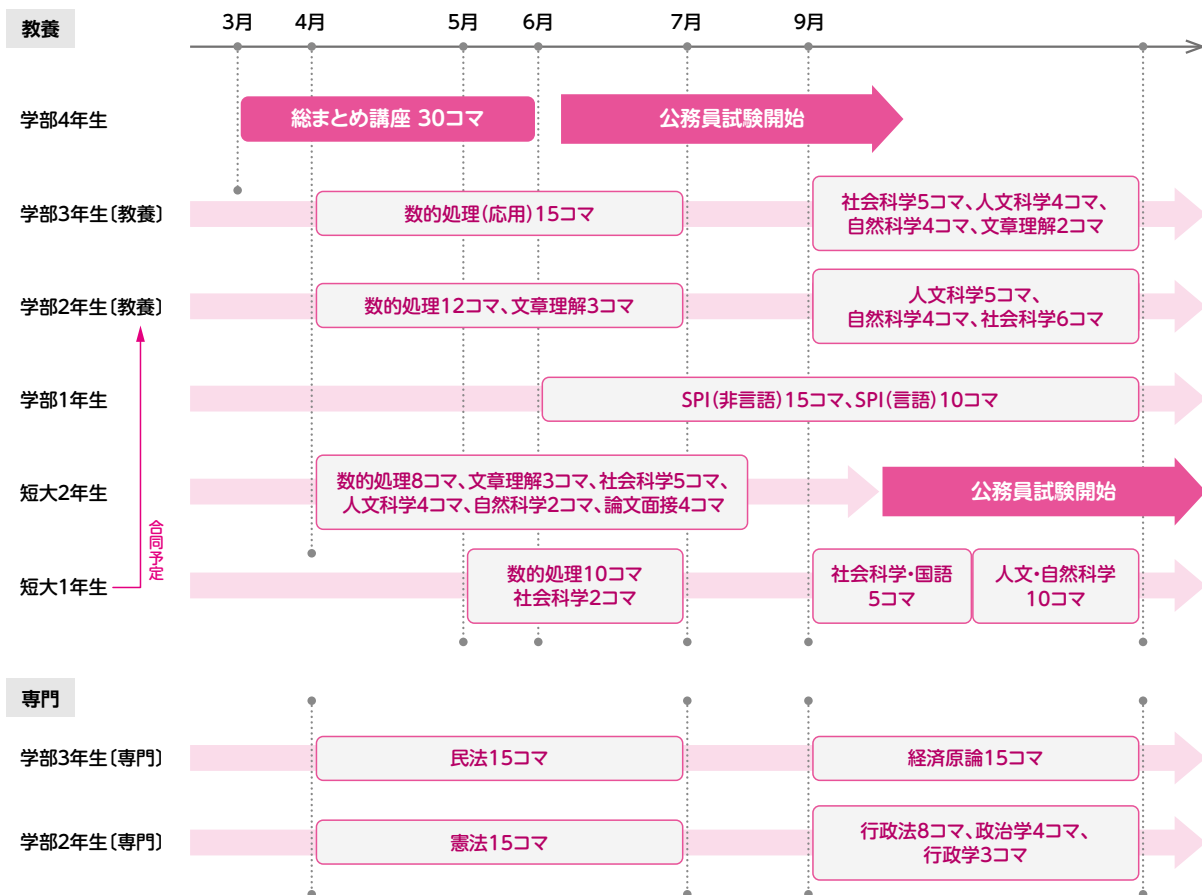 教養
3月 4月 5月 6月 7月 9月
学部4年生
総まとめ講座 30コマ
公務員試験開始
学部3年生〔教養〕
数的処理(応用)15コマ
社会科学5コマ、人文科学4コマ、
自然科学4コマ、文章理解2コマ
学部2年生〔教養〕
数的処理12コマ、文章理解3コマ
人文科学5コマ、
自然科学4コマ、社会科学6コマ
学部1年生
SPI(非言語)15コマ、SPI(言語)10コマ
短大2年生
数的処理8コマ、文章理解3コマ、社会科学5コマ、
人文科学4コマ、自然科学2コマ、論文面接4コマ
公務員試験開始
合同予定
短大1年生
数的処理10コマ
社会科学2コマ
社会科学・国語
5コマ
人文・自然科学
10コマ
専門
学部3年生〔専門〕
民法15コマ
経済原論15コマ
学部2年生〔専門〕
憲法15コマ
行政法8コマ、政治学4コマ、
行政学3コマ